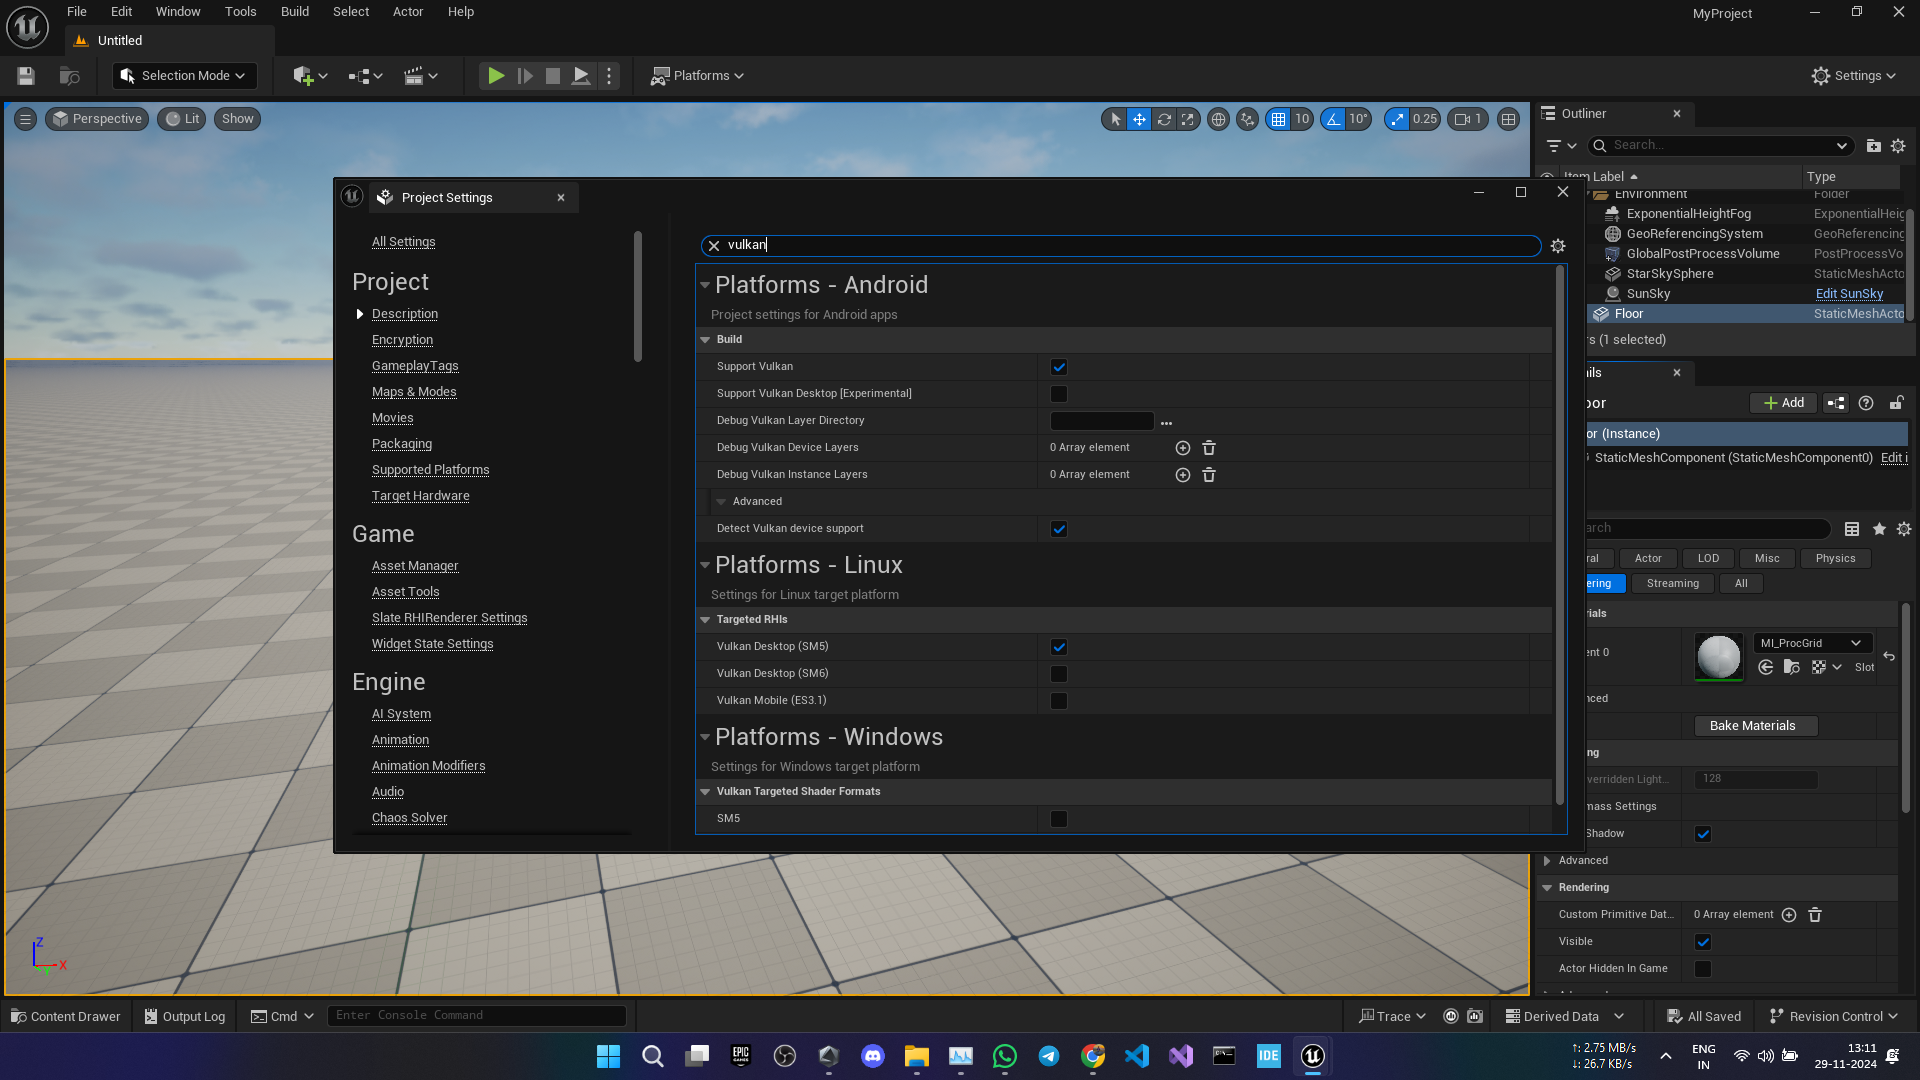 File Edit Window Tools Build Select Actor Help
MyProject
Untitled
Selection Mode
Platforms
Settings
Perspective
Lit
Show
10
10°
0.25
1
Outliner
Search...
Item Label
Type
Environment Folder
ExponentialHeightFog ExponentialHeig
GeoReferencingSystem GeoReferencing
GlobalPostProcessVolume PostProcessVo
StarSkySphere StaticMeshActo
SunSky Edit SunSky
Floor StaticMeshActo
rs (1 selected)
Project Settings
All Settings
Project
Description
Encryption
GameplayTags
Maps & Modes
Movies
Packaging
Supported Platforms
Target Hardware
Game
Asset Manager
Asset Tools
Slate RHIRenderer Settings
Widget State Settings
Engine
AI System
Animation
Animation Modifiers
Audio
Chaos Solver
vulkan
Platforms - Android
Project settings for Android apps
Build
Support Vulkan
Support Vulkan Desktop [Experimental]
Debug Vulkan Layer Directory
Debug Vulkan Device Layers 0 Array element
Debug Vulkan Instance Layers 0 Array element
Advanced
Detect Vulkan device support
Platforms - Linux
Settings for Linux target platform
Targeted RHIs
Vulkan Desktop (SM5)
Vulkan Desktop (SM6)
Vulkan Mobile (ES3.1)
Platforms - Windows
Settings for Windows target platform
Vulkan Targeted Shader Formats
SM5
ils
oor
Add
or (Instance)
StaticMeshComponent (StaticMeshComponent0) Edit i
arch
ral Actor LOD Misc Physics
ering Streaming All
rials
ent 0
MI_ProcGrid
Slot
nced
Bake Materials
ng
verridden Light... 128
mass Settings
Shadow
Advanced
Rendering
Custom Primitive Dat... 0 Array element
Visible
Actor Hidden In Game
Z
X
Y
Content Drawer
Output Log
Cmd
Enter Console Command
Trace
Derived Data
All Saved
Revision Control
EPIC GAMES
IDE
↑: 2.75 MB/s
↓: 26.7 KB/s
ENG
IN
13:11
29-11-2024